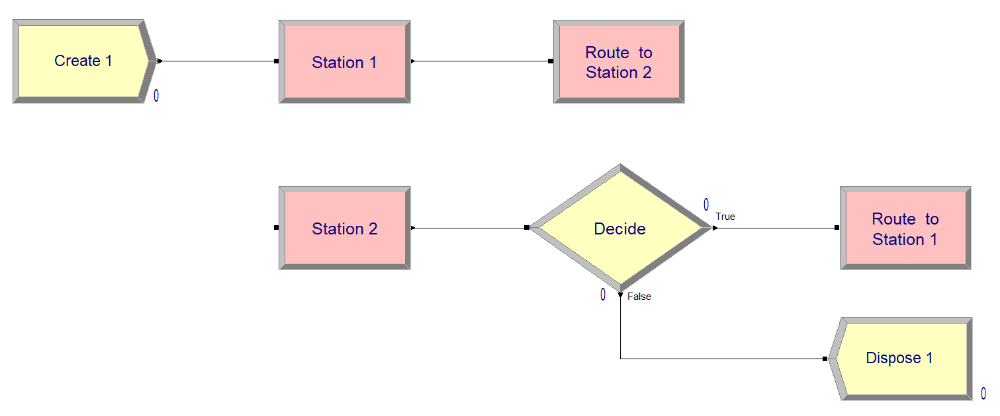 Create 1
0
Station 1
Route to
Station 2
Station 2
Decide
0
True
0
False
Route to
Station 1
Dispose 1
0